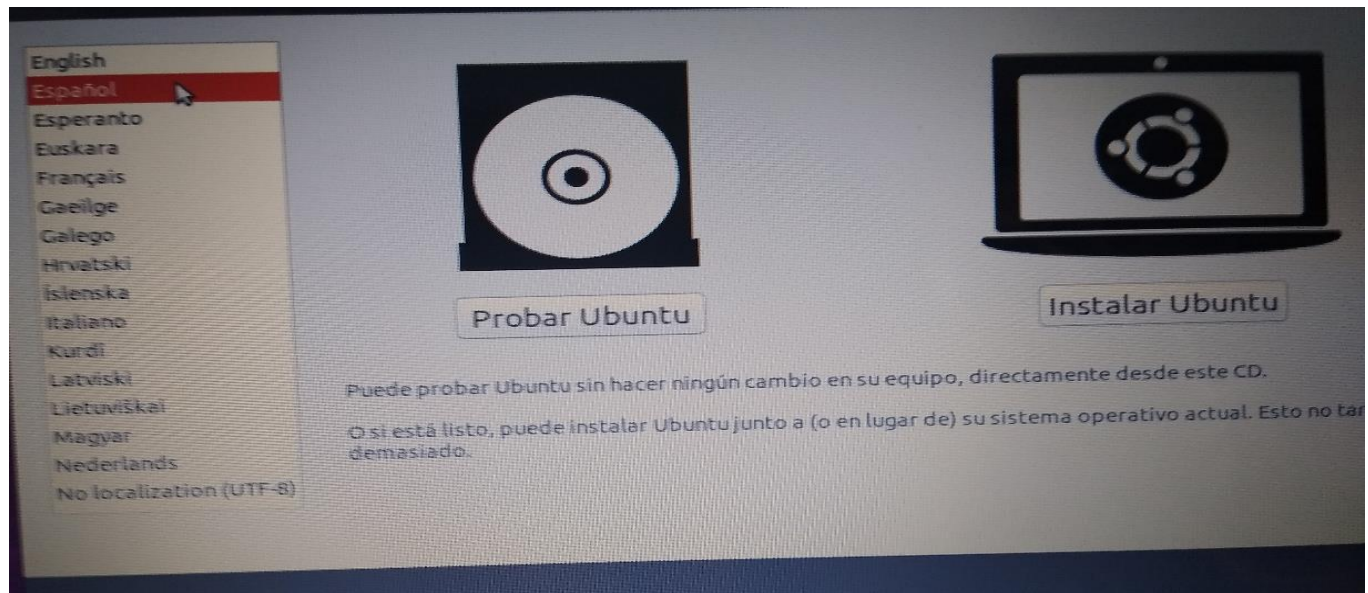 English
Español
Esperanto
Euskara
Français
Gaeilge
Galego
Hrvatski
Íslenska
Italiano
Kurdî
Latviski
Lietuviškai
Magyar
Nederlands
No localization (UTF-8)
Probar Ubuntu
Instalar Ubuntu
Puede probar Ubuntu sin hacer ningún cambio en su equipo, directamente desde este CD.
O si está listo, puede instalar Ubuntu junto a (o en lugar de) su sistema operativo actual. Esto no tar
demasiado.